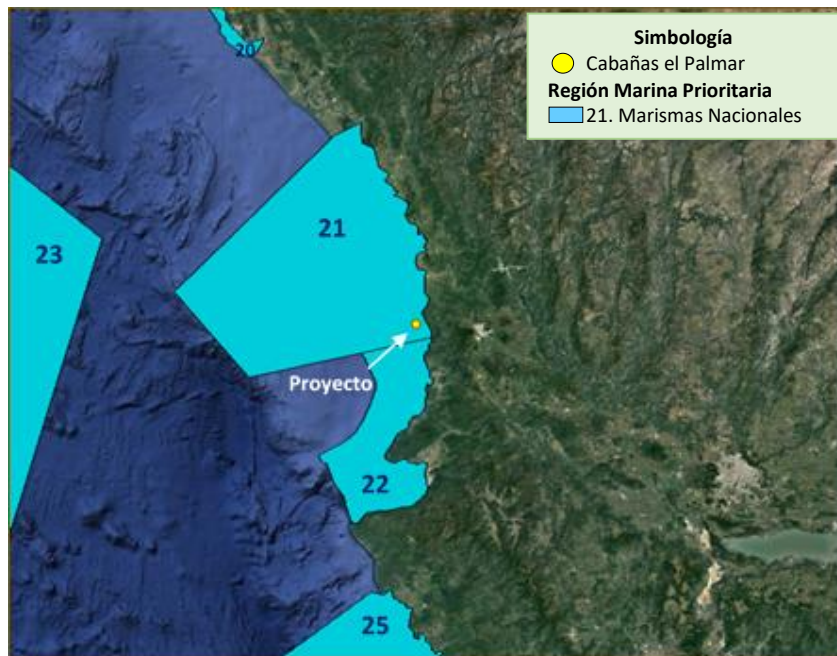 Simbología
Cabañas el Palmar
Región Marina Prioritaria
21. Marismas Nacionales
20
21
23
Proyecto
22
25